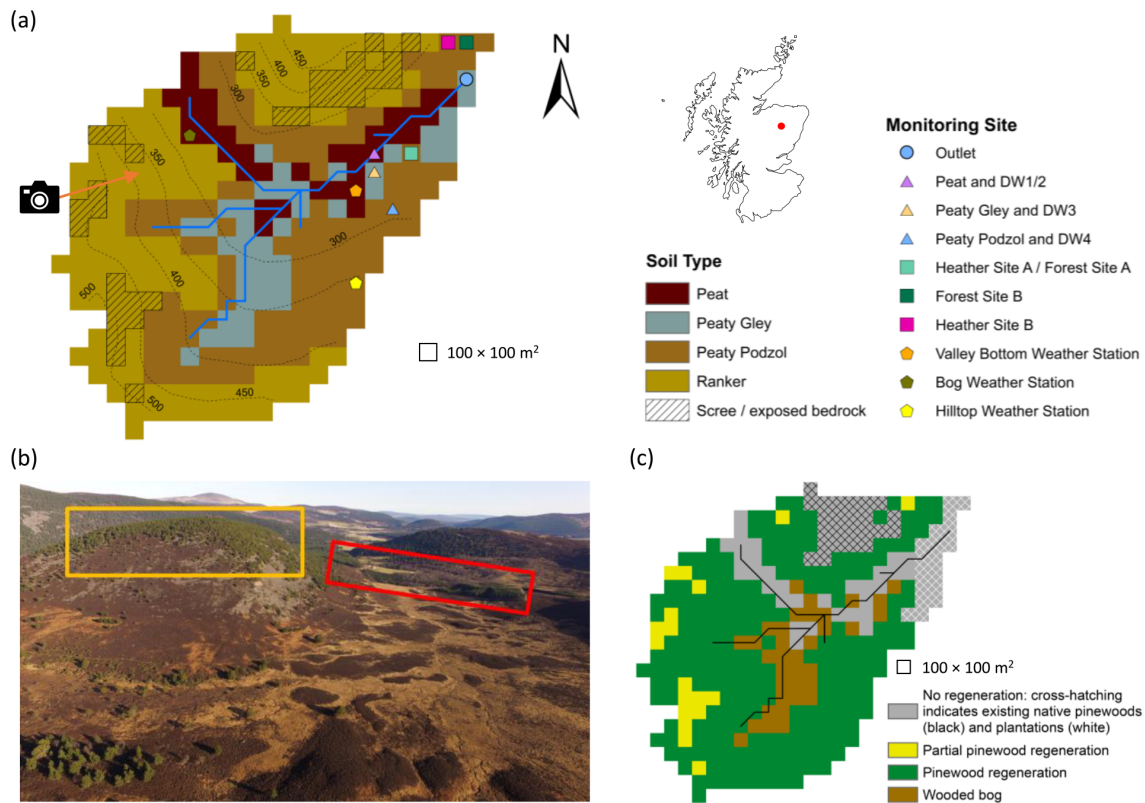 (a)
N
450
400
350
300
350
300
400
500
450
500
100 × 100 m²
Monitoring Site
Outlet
Peat and DW1/2
Peaty Gley and DW3
Peaty Podzol and DW4
Heather Site A / Forest Site A
Forest Site B
Heather Site B
Valley Bottom Weather Station
Bog Weather Station
Hilltop Weather Station
Soil Type
Peat
Peaty Gley
Peaty Podzol
Ranker
Scree / exposed bedrock
(b)
(c)
100 × 100 m²
No regeneration: cross-hatching
indicates existing native pinewoods
(black) and plantations (white)
Partial pinewood regeneration
Pinewood regeneration
Wooded bog